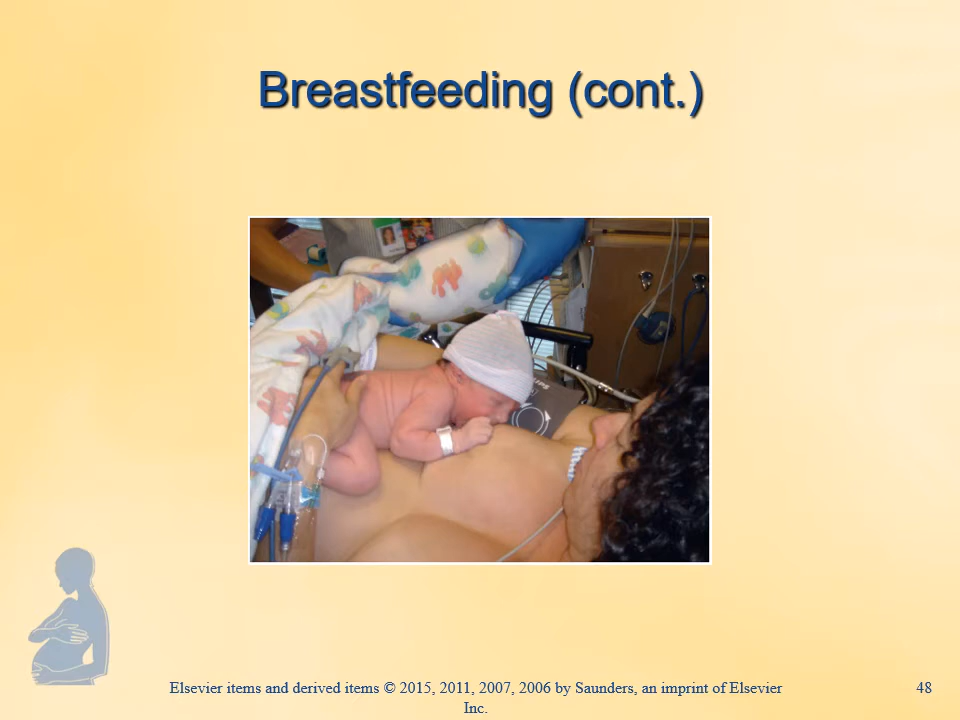 Breastfeeding (cont.)
Elsevier items and derived items © 2015, 2011, 2007, 2006 by Saunders, an imprint of Elsevier
Inc.
48